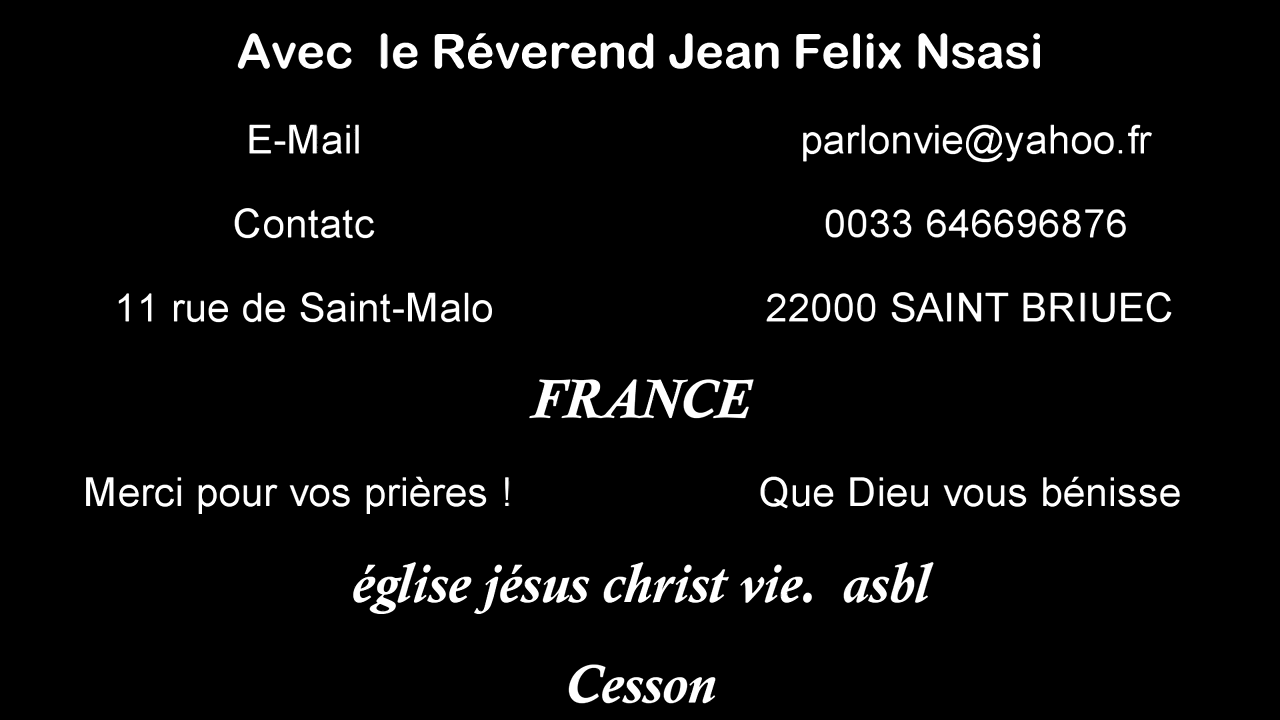 Avec le Réverend Jean Felix Nsasi
E-Mail parlonvie@yahoo.fr
Contatc 0033 646696876
11 rue de Saint-Malo 22000 SAINT BRIUEC
FRANCE
Merci pour vos prières ! Que Dieu vous bénisse
église jésus christ vie. asbl
Cesson